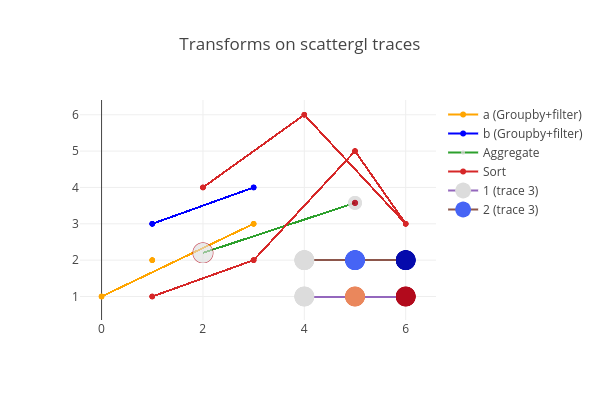 Transforms on scattergl traces
6
5
4
3
2
1
0
2
4
6
a (Groupby+filter)
b (Groupby+filter)
Aggregate
Sort
1 (trace 3)
2 (trace 3)